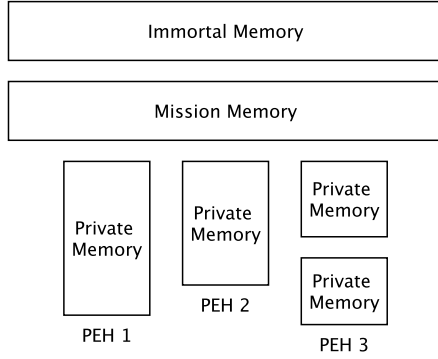 Immortal Memory
Mission Memory
Private
Memory
PEH 1
Private
Memory
PEH 2
Private
Memory
Private
Memory
PEH 3